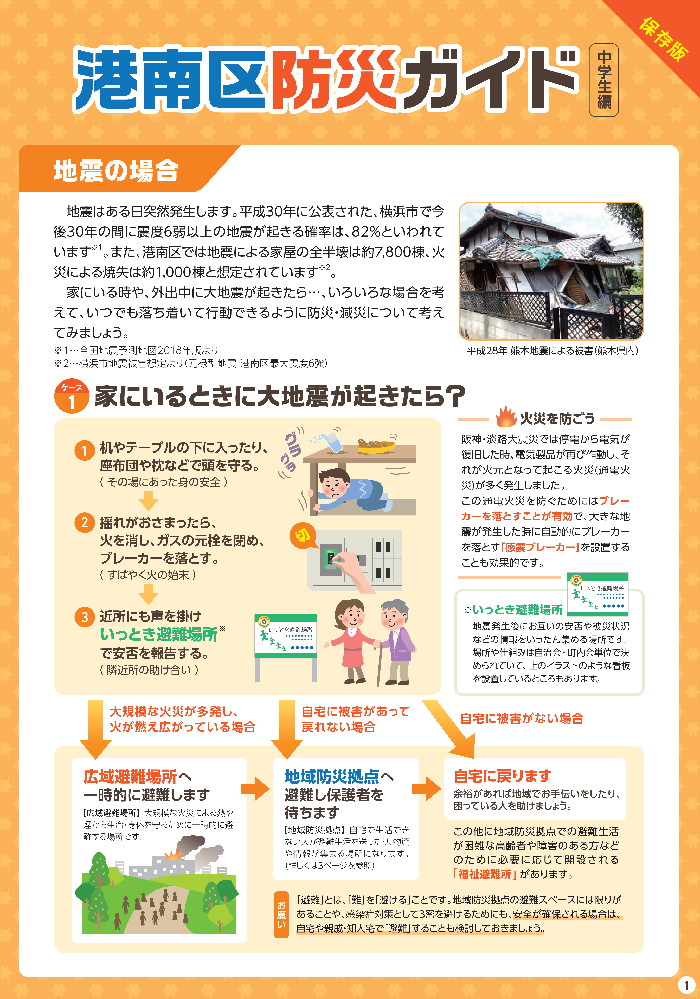 保存版
港南区防災ガイド
中学生編
地震の場合
地震はある日突然発生します。平成30年に公表された、横浜市で今
後30年の間に震度6弱以上の地震が起きる確率は、82%といわれて
います※1。また、港南区では地震による家屋の全半壊は約7,800棟、火
災による焼失は約1,000棟と想定されています※2。
家にいる時や、外出中に大地震が起きたら…、いろいろな場合を考
えて、いつでも落ち着いて行動できるように防災・減災について考え
てみましょう。
※1…全国地震予測地図2018年版より
※2…横浜市地震被害想定より（元禄型地震 港南区最大震度6強）
平成28年 熊本地震による被害（熊本県内）
ケース
1
家にいるときに大地震が起きたら?
1 机やテーブルの下に入ったり、
座布団や枕などで頭を守る。
（ その場にあった身の安全 ）
グラ
グラ
2 揺れがおさまったら、
火を消し、ガスの元栓を閉め、
ブレーカーを落とす。
（ すばやく火の始末 ）
切
切
3 近所にも声を掛け
いっとき避難場所※
で安否を報告する。
（ 隣近所の助け合い ）
いっとき避難場所
火災を防ごう
阪神・淡路大震災では停電から電気が
復旧した時、電気製品が再び作動し、そ
れが火元となって起こる火災(通電火
災)が多く発生しました。
この通電火災を防ぐためにはブレー
カーを落とすことが有効で、大きな地
震が発生した時に自動的にブレーカー
を落とす「感震ブレーカー」を設置する
ことも効果的です。
いっとき避難場所
※いっとき避難場所
地震発生後にお互いの安否や被災状況
などの情報をいったん集める場所です。
場所や仕組みは自治会・町内会単位で決
められていて、上のイラストのような看板
を設置しているところもあります。
大規模な火災が多発し、
火が燃え広がっている場合
自宅に被害があって
戻れない場合
自宅に被害がない場合
広域避難場所へ
一時的に避難します
【広域避難場所】大規模な火災による熱や
煙から生命・身体を守るために一時的に避
難する場所です。
地域防災拠点へ
避難し保護者を
待ちます
【地域防災拠点】自宅で生活でき
ない人が避難生活を送ったり、物資
や情報が集まる場所になります。
（詳しくは3ページを参照）
自宅に戻ります
余裕があれば地域でお手伝いをしたり、
困っている人を助けましょう。
この他に地域防災拠点での避難生活
が困難な高齢者や障害のある方など
のために必要に応じて開設される
「福祉避難所」があります。
お願い
「避難」とは、「難」を「避ける」ことです。地域防災拠点の避難スペースには限りが
あることや、感染症対策として3密を避けるためにも、安全が確保される場合は、
自宅や親戚・知人宅で「避難」することも検討しておきましょう。
1